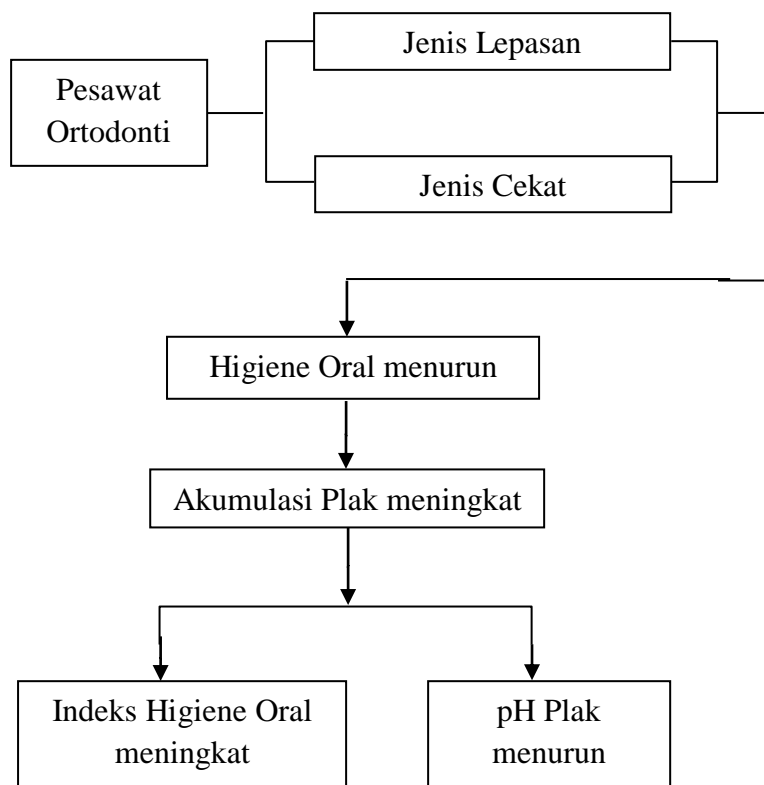 Jenis Lepasan
Pesawat
Ortodonti
Jenis Cekat
Higiene Oral menurun
Akumulasi Plak meningkat
Indeks Higiene Oral
meningkat
pH Plak
menurun